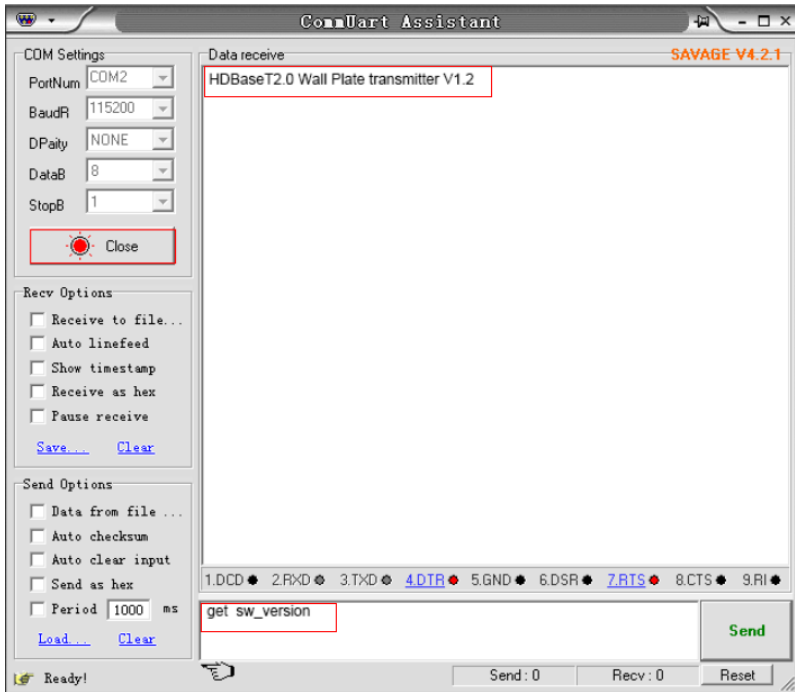 CommUart Assistant
COM Settings
PortNum COM2
BaudR 115200
DPaity NONE
DataB 8
StopB 1
Close
Recv Options
Receive to file...
Auto linefeed
Show timestamp
Receive as hex
Pause receive
Save... Clear
Send Options
Data from file ...
Auto checksum
Auto clear input
Send as hex
Period 1000 ms
Load... Clear
Data receive SAVAGE V4.2.1
HDBaseT2.0 Wall Plate transmitter V1.2
1.DCD 2.RXD 3.TXD 4.DTR 5.GND 6.DSR 7.RTS 8.CTS 9.RI
get sw_version
Send
Ready! Send : 0 Recv : 0 Reset